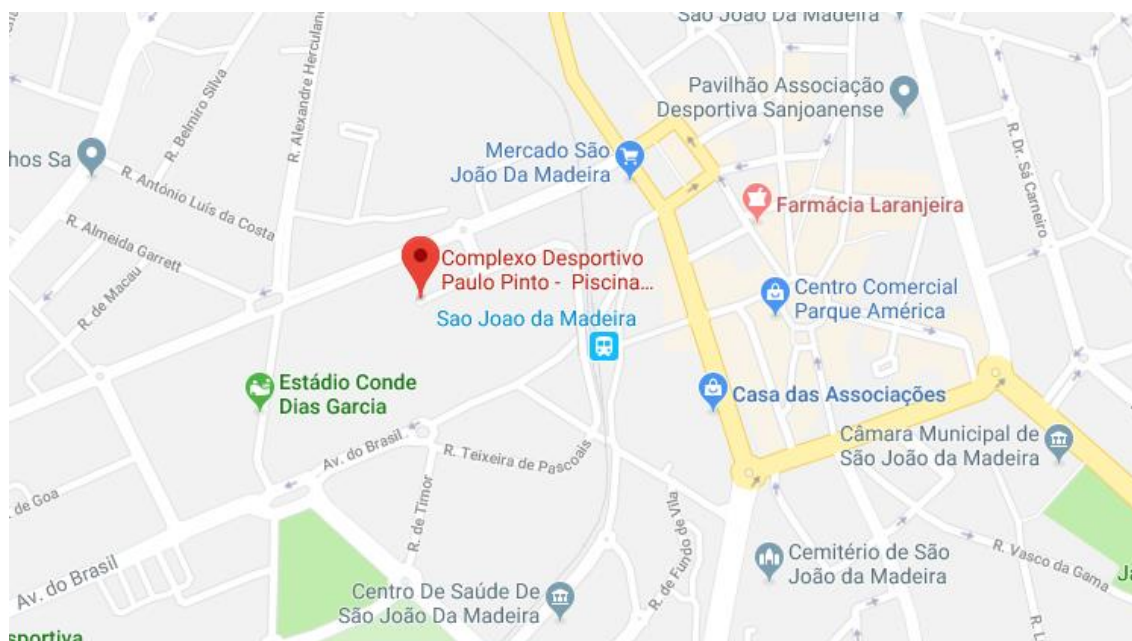 São João Da Madeira
Pavilhão Associação
Desportiva Sanjoanense
R. Alexandre Herculano
R. Belmiro Silva
hos Sa
R. António Luís da Costa
R. Almeida Garrett
R. de Macau
Mercado São
João Da Madeira
Farmácia Laranjeira
R. Dr. Sá Carneiro
Complexo Desportivo
Paulo Pinto - Piscina...
Sao Joao da Madeira
Centro Comercial
Parque América
Estádio Conde
Dias Garcia
Casa das Associações
Av. do Brasil
R. Teixeira de Pascoais
Câmara Municipal de
São João da Madeira
de Goa
R. de Timor
R. de Fundo de Vila
Av. do Brasil
Centro De Saúde De
São João Da Madeira
Cemitério de São
João da Madeira
R. Vasco da Gama
sportiva